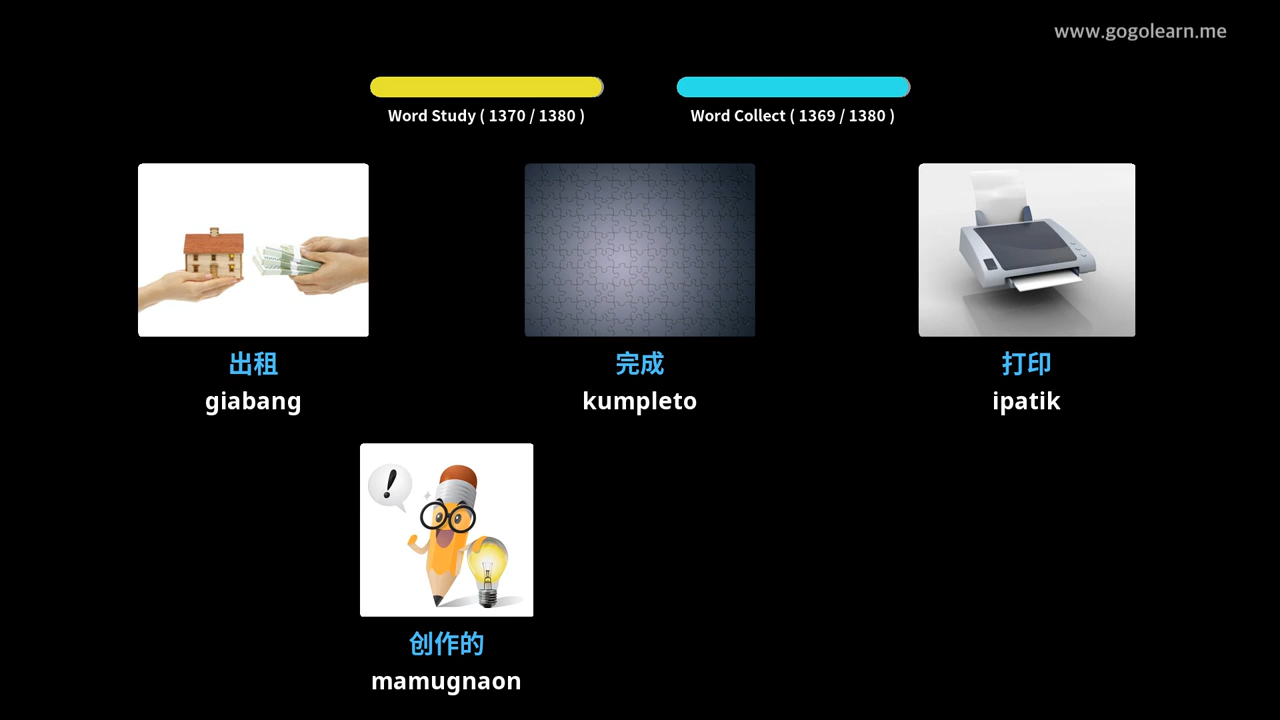 www.gogolearn.me
Word Study ( 1370 / 1380 )
Word Collect ( 1369 / 1380 )
出租
giabang
完成
kumpleto
打印
ipatik
!
创作的
mamugnaon